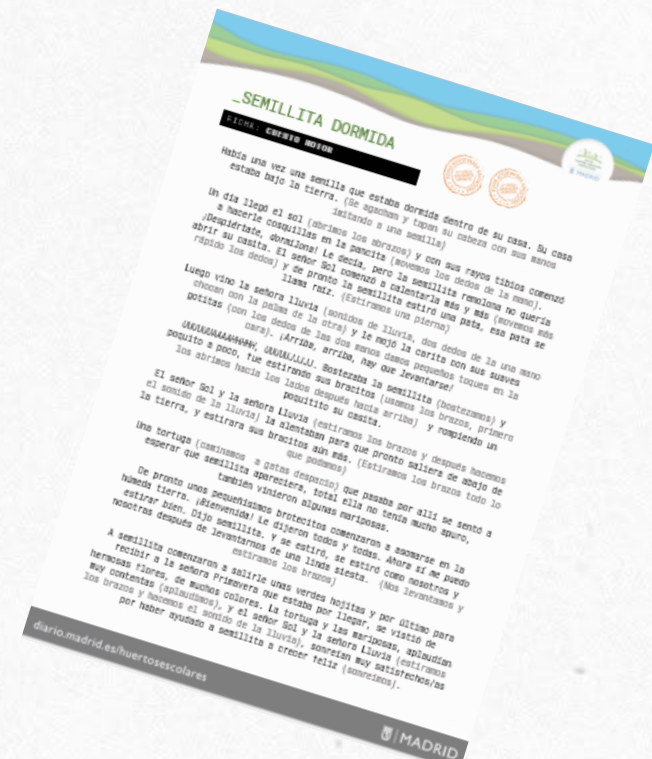 _SEMILLITA DORMIDA
FICHA: CUENTO MOTOR
Había una vez una semilla que estaba dormida dentro de su casa. Su casa
estaba bajo la tierra. (Se agachan y tapan su cabeza con sus manos
imitando a una semilla)
Un día llegó el sol (abrimos los abrazos) y con sus rayos tibios comenzó
a hacerle cosquillas en la pancita (movemos los dedos de la mano).
¡Despiértate, dormilona! Le decía, pero la semillita remolona no quería
abrir su casita. El señor Sol comenzó a calentarla más y más (movemos más
rápido los dedos) y de pronto la semillita estiró una pata, esa pata se
llama raíz. (Estiramos una pierna)
Luego vino la señora lluvia (sonidos de lluvia, dos dedos de la una mano
chocan con la palma de la otra) y le mojó la carita con sus suaves
gotitas (con los dedos de las dos manos damos pequeños toques en la
cara). ¡Arriba, arriba, hay que levantarse!
Bostezaba la semillita (bostezamos) y
poquito a poco, fue estirando sus bracitos (usamos los brazos, primero
los abrimos hacia los lados después hacia arriba) y rompiendo un
poquitito su casita.
El señor Sol y la señora Lluvia (estiramos los brazos y después hacemos
el sonido de la lluvia) la alentaban para que pronto saliera de abajo de
la tierra, y estirara sus bracitos aún más. (Estiramos los brazos todo lo
que podamos)
Una tortuga (caminamos a gatas despacio) que pasaba por allí se sentó a
esperar que semillita apareciera, total ella no tenía mucho apuro,
también vinieron algunas mariposas.
De pronto unos pequeñísimos brotecitos comenzaron a asomarse en la
húmeda tierra. ¡Bienvenida! Le dijeron todos y todas. Ahora sí me puedo
estirar bien. Dijo semillita. Y se estiró, se estiró como nosotros y
nosotras después de levantarnos de una linda siesta. (Nos levantamos y
estiramos los brazos)
A semillita comenzaron a salirle unas verdes hojitas y por último para
recibir a la señora Primavera que estaba por llegar, se vistió de
hermosas flores, de muchos colores. La tortuga y las mariposas, aplaudían
muy contentas (aplaudimos), y el señor Sol y la señora Lluvia (estiramos
los brazos y hacemos el sonido de la lluvia), sonreían muy satisfechos/as
por haber ayudado a semillita a crecer feliz (sonreímos).
diario.madrid.es/huertosescolares
MADRID
MADRID